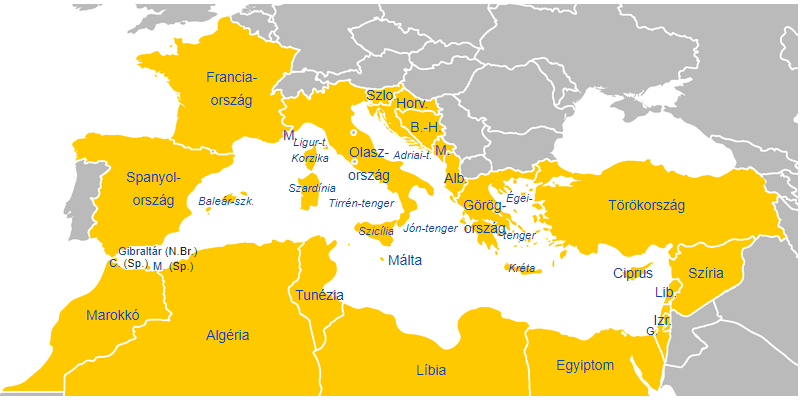 Francia-
ország
Szlo.
Horv.
B.-H.
M.
Ligur-t.
Korzika
Olasz-
ország
Adriai-t.
M.
Alb.
Spanyol-
ország
Baleár-szk.
Szardínia
Tirrén-tenger
Szicília
Jón-tenger
Görög-
ország
Égei-
tenger
Törökország
Gibraltár (N.Br.)
C. (Sp.)
M. (Sp.)
Málta
Kréta
Ciprus
Szíria
Lib.
Izr.
G.
Marokkó
Algéria
Tunézia
Líbia
Egyiptom